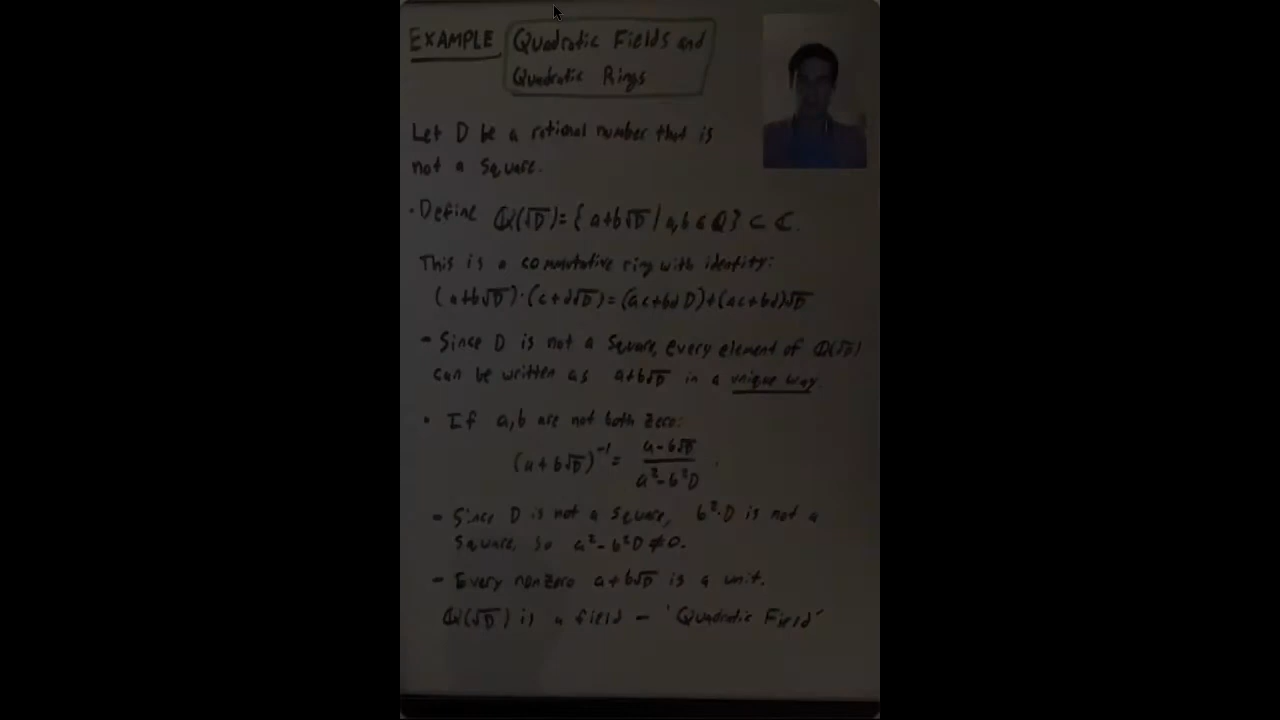 EXAMPLE Quadratic Fields and
Quadratic Rings
Let D be a rational number that is
not a square.
• Define ℚ(√D) = { a+b√D | a,b ∈ ℚ } ⊂ ℂ.
This is a commutative ring with identity:
(a+b√D)·(c+d√D) = (ac+bdD)+(ac+bd)√D
- Since D is not a square, every element of ℚ(√D)
can be written as a+b√D in a unique way.
• If a,b are not both zero:
(a+b√D)⁻¹ = (a-b√D)/(a²-b²D).
- Since D is not a square, b²·D is not a
square, so a²-b²D ≠ 0.
- Every nonzero a+b√D is a unit.
ℚ(√D) is a field - 'Quadratic Field'